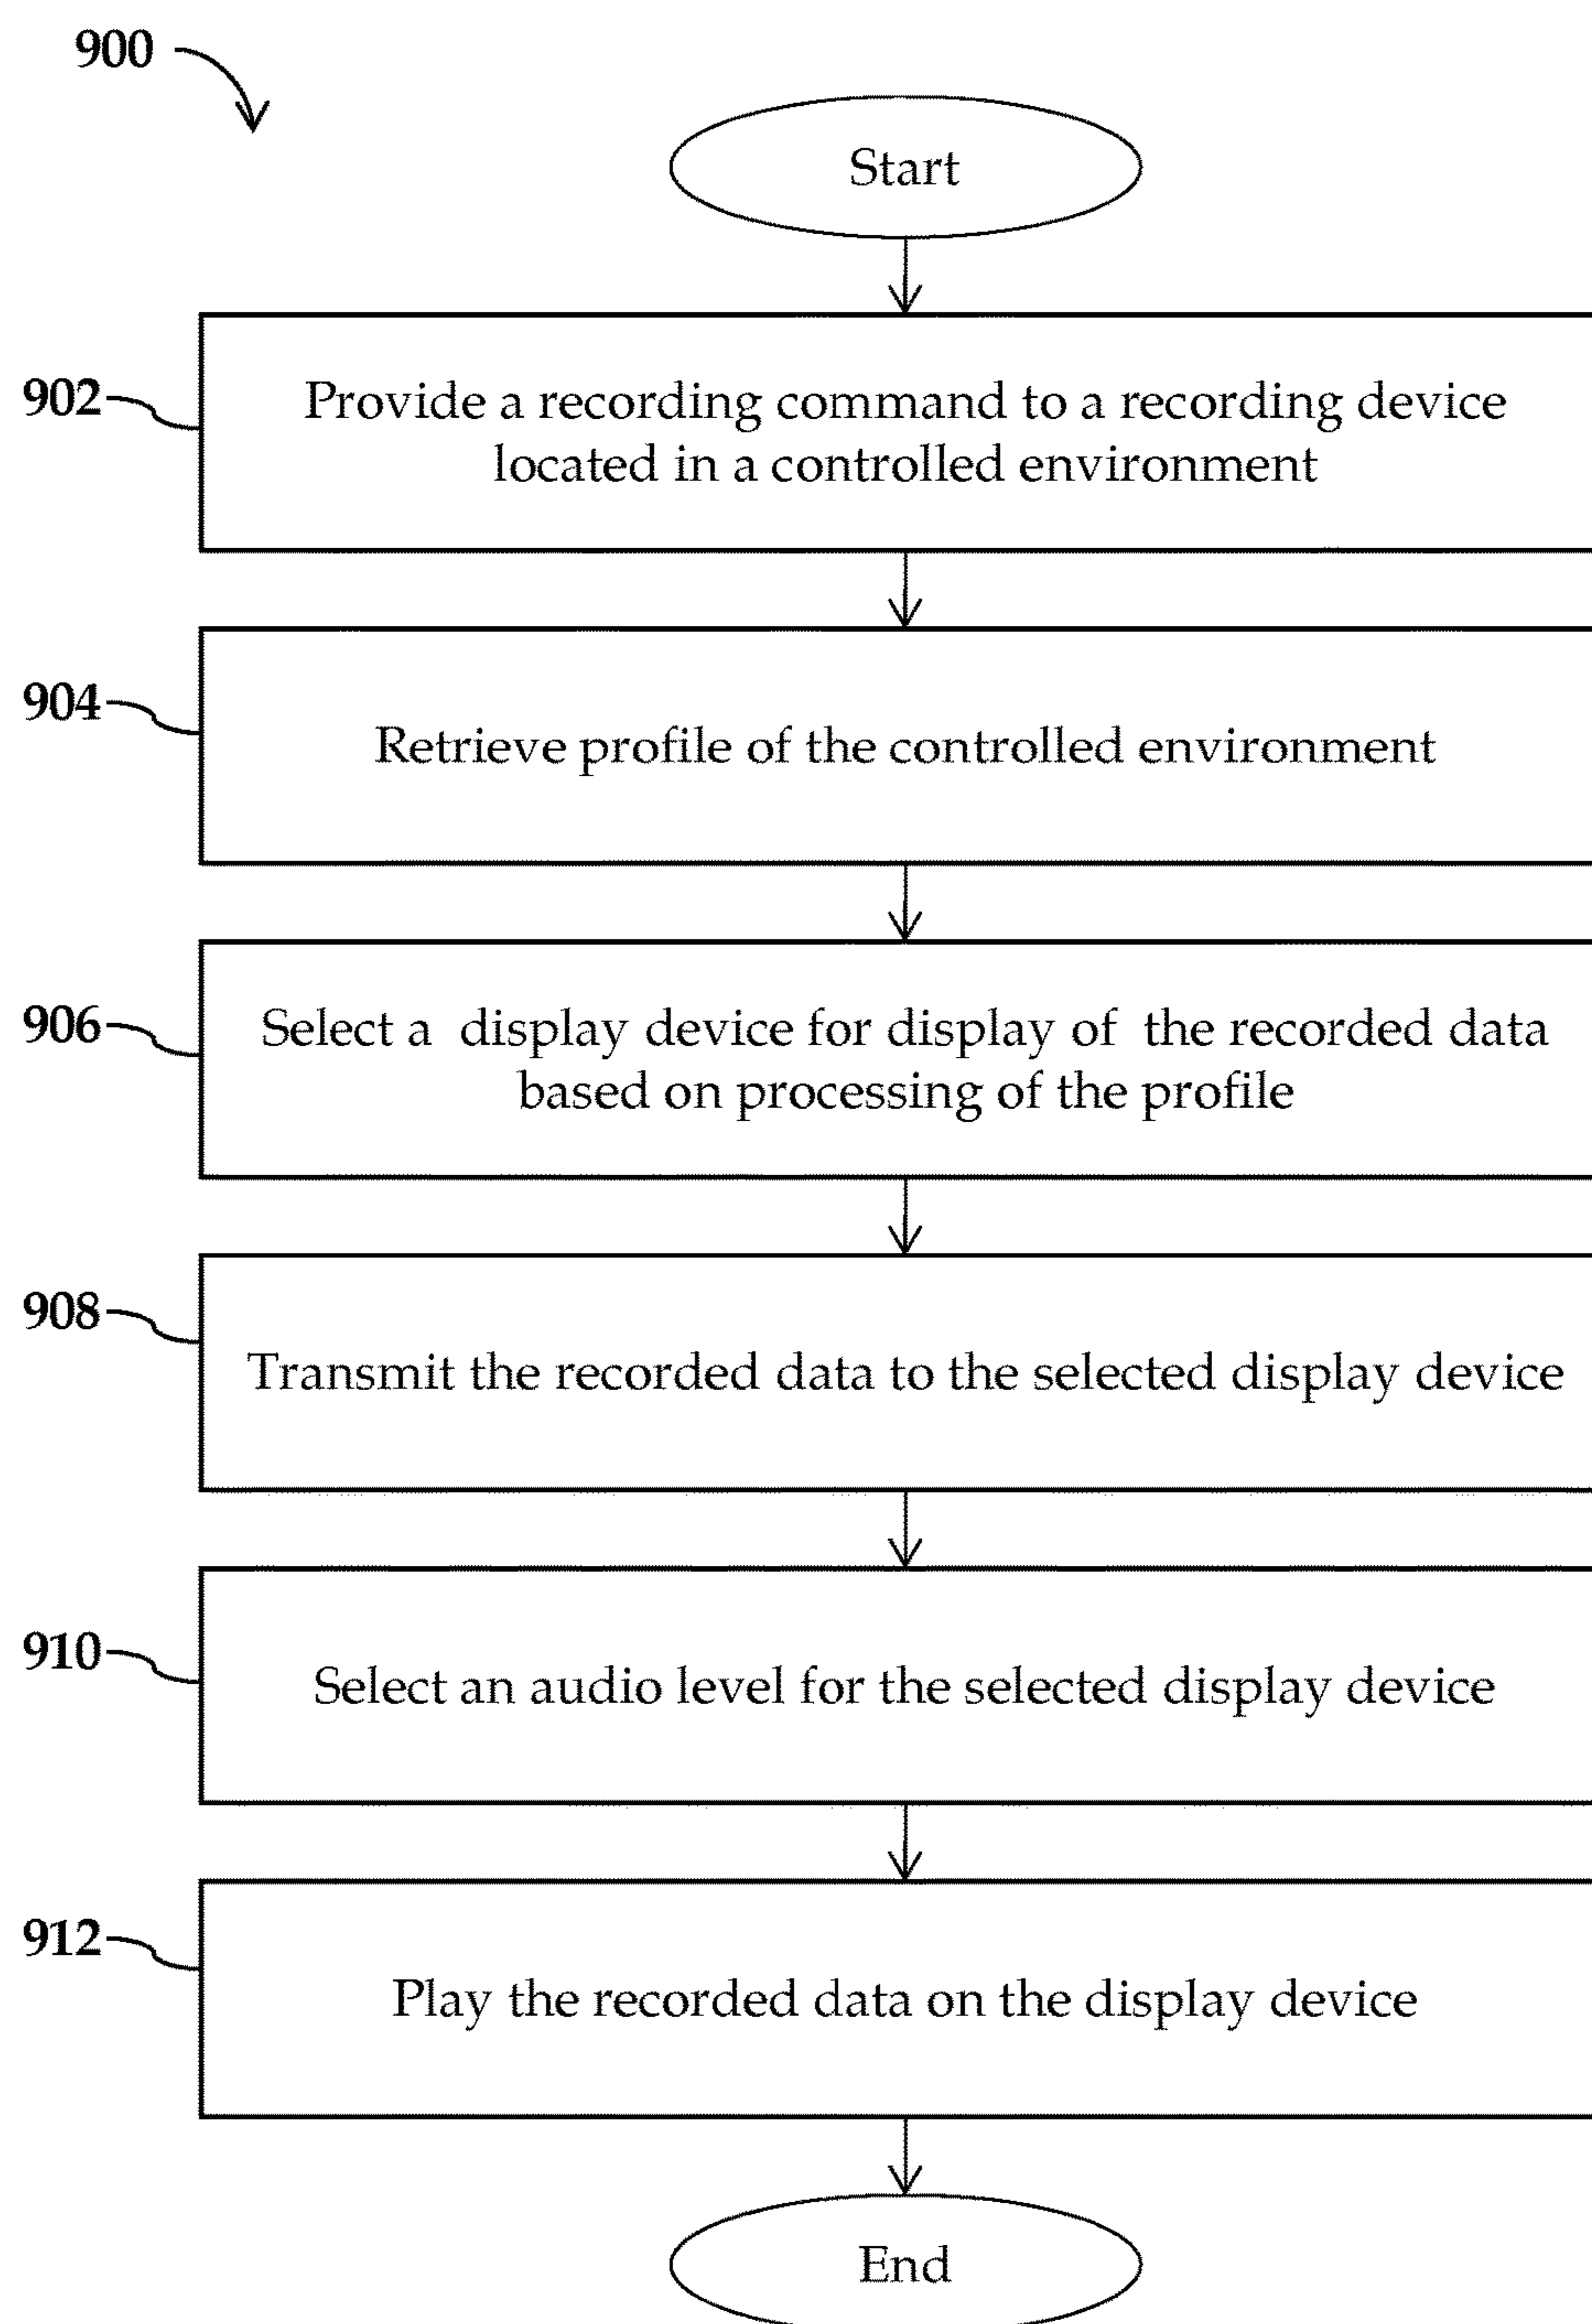 900
Start
902
Provide a recording command to a recording device
located in a controlled environment
904
Retrieve profile of the controlled environment
906
Select a display device for display of the recorded data
based on processing of the profile
908
Transmit the recorded data to the selected display device
910
Select an audio level for the selected display device
912
Play the recorded data on the display device
End